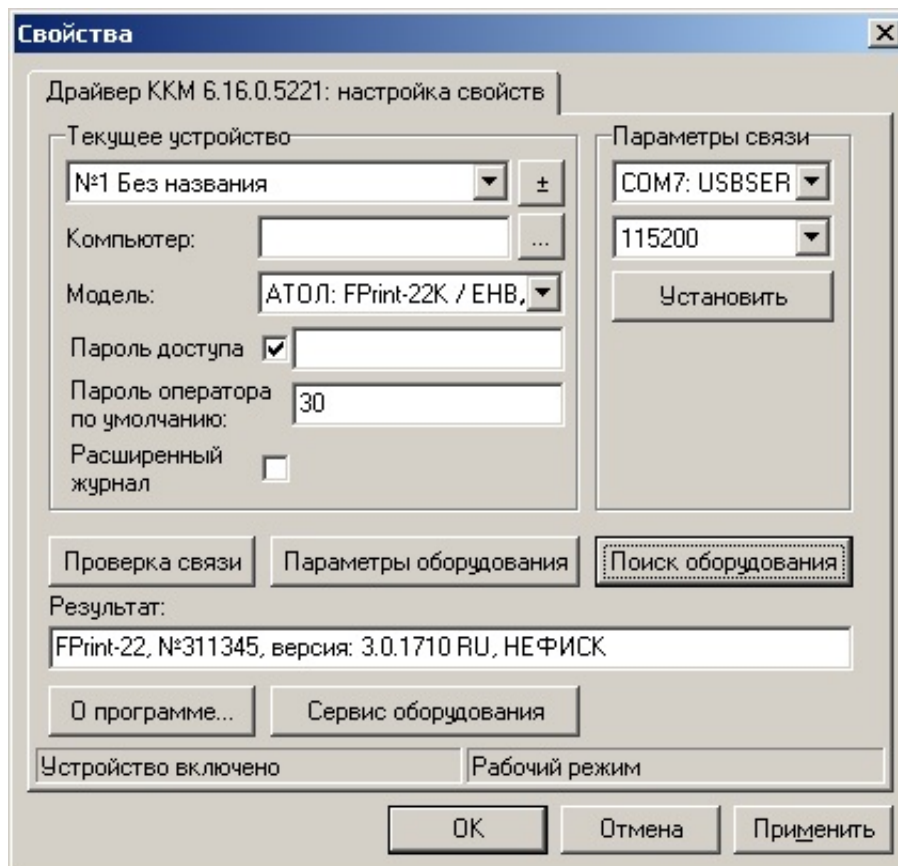 Свойства
Драйвер ККМ 6.16.0.5221: настройка свойств
Текущее устройство
№1 Без названия
±
Компьютер:
...
Модель:
АТОЛ: FPrint-22K / ЕНВ,
Пароль доступа
Пароль оператора
по умолчанию:
30
Расширенный
журнал
Параметры связи
COM7: USBSER
115200
Установить
Проверка связи
Параметры оборудования
Поиск оборудования
Результат:
FPrint-22, №311345, версия: 3.0.1710 RU, НЕФИСК
О программе...
Сервис оборудования
Устройство включено
Рабочий режим
OK
Отмена
Применить